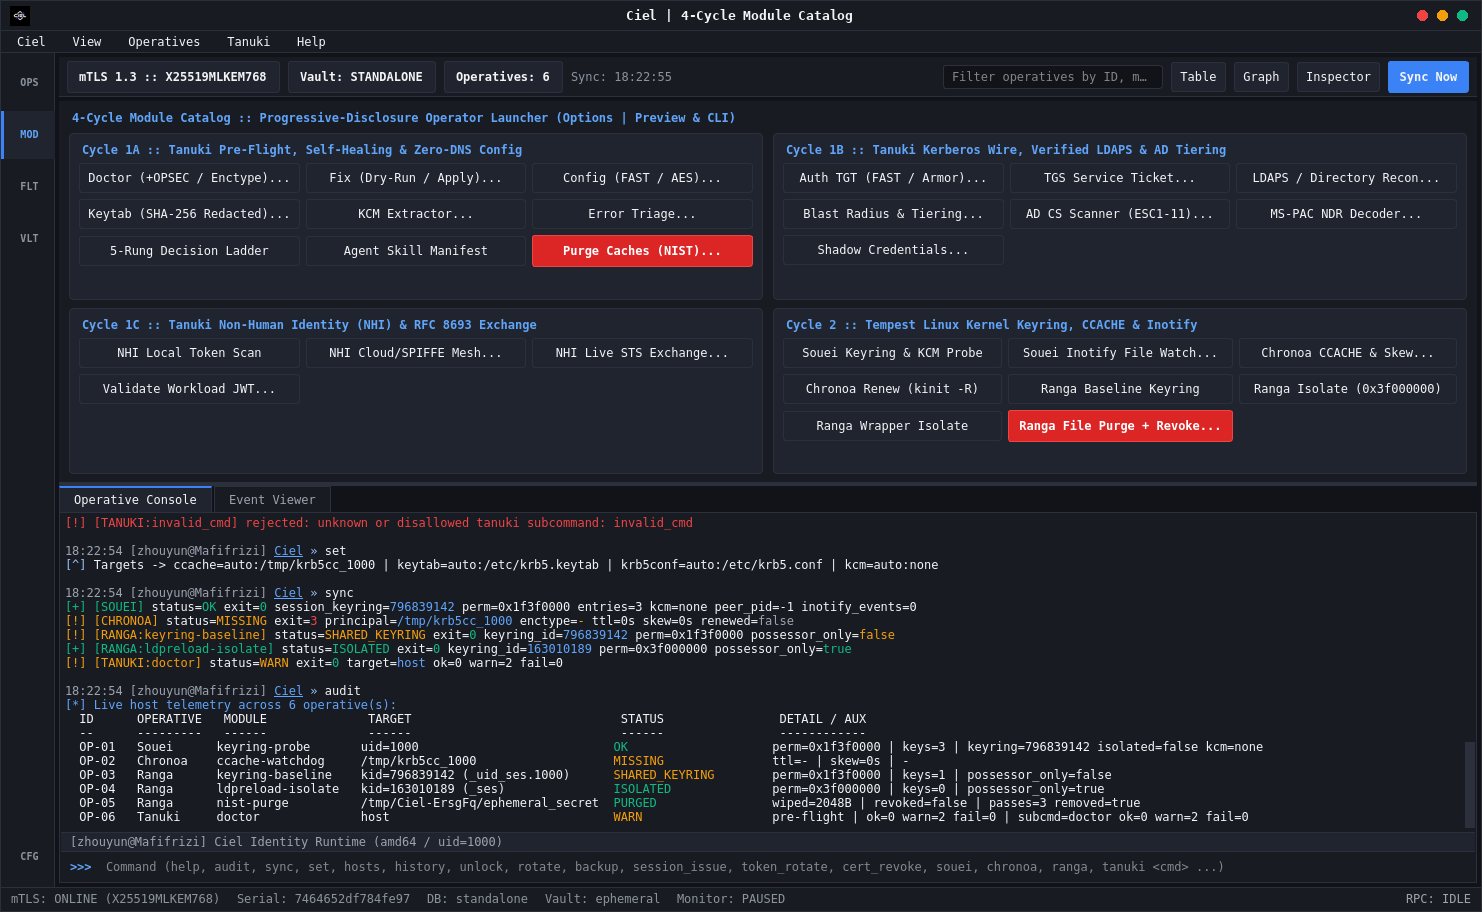 Ciel | 4-Cycle Module Catalog
Ciel View Operatives Tanuki Help
OPS
MOD
FLT
VLT
CFG
mTLS 1.3 :: X25519MLKEM768 Vault: STANDALONE Operatives: 6 Sync: 18:22:55 Filter operatives by ID, m… Table Graph Inspector Sync Now
4-Cycle Module Catalog :: Progressive-Disclosure Operator Launcher (Options | Preview & CLI)
Cycle 1A :: Tanuki Pre-Flight, Self-Healing & Zero-DNS Config
Doctor (+OPSEC / Enctype)... Fix (Dry-Run / Apply)... Config (FAST / AES)...
Keytab (SHA-256 Redacted)... KCM Extractor... Error Triage...
5-Rung Decision Ladder Agent Skill Manifest Purge Caches (NIST)...
Cycle 1B :: Tanuki Kerberos Wire, Verified LDAPS & AD Tiering
Auth TGT (FAST / Armor)... TGS Service Ticket... LDAPS / Directory Recon...
Blast Radius & Tiering... AD CS Scanner (ESC1-11)... MS-PAC NDR Decoder...
Shadow Credentials...
Cycle 1C :: Tanuki Non-Human Identity (NHI) & RFC 8693 Exchange
NHI Local Token Scan NHI Cloud/SPIFFE Mesh... NHI Live STS Exchange...
Validate Workload JWT...
Cycle 2 :: Tempest Linux Kernel Keyring, CCACHE & Inotify
Souei Keyring & KCM Probe Souei Inotify File Watch... Chronoa CCACHE & Skew...
Chronoa Renew (kinit -R) Ranga Baseline Keyring Ranga Isolate (0x3f000000)
Ranga Wrapper Isolate Ranga File Purge + Revoke...
Operative Console Event Viewer
[!] [TANUKI:invalid_cmd] rejected: unknown or disallowed tanuki subcommand: invalid_cmd
18:22:54 [zhouyun@Mafifrizi] Ciel » set
[^] Targets -> ccache=auto:/tmp/krb5cc_1000 | keytab=auto:/etc/krb5.keytab | krb5conf=auto:/etc/krb5.conf | kcm=auto:none
18:22:54 [zhouyun@Mafifrizi] Ciel » sync
[+] [SOUEI] status=OK exit=0 session_keyring=796839142 perm=0x1f3f0000 entries=3 kcm=none peer_pid=-1 inotify_events=0
[!] [CHRONOA] status=MISSING exit=3 principal=/tmp/krb5cc_1000 enctype=- ttl=0s skew=0s renewed=false
[!] [RANGA:keyring-baseline] status=SHARED_KEYRING exit=0 keyring_id=796839142 perm=0x1f3f0000 possessor_only=false
[+] [RANGA:ldpreload-isolate] status=ISOLATED exit=0 keyring_id=163010189 perm=0x3f000000 possessor_only=true
[!] [TANUKI:doctor] status=WARN exit=0 target=host ok=0 warn=2 fail=0
18:22:54 [zhouyun@Mafifrizi] Ciel » audit
[*] Live host telemetry across 6 operative(s):
ID OPERATIVE MODULE TARGET STATUS DETAIL / AUX
-- --------- ------ ------ ------ ------------
OP-01 Souei keyring-probe uid=1000 OK perm=0x1f3f0000 | keys=3 | keyring=796839142 isolated=false kcm=none
OP-02 Chronoa ccache-watchdog /tmp/krb5cc_1000 MISSING ttl=- | skew=0s | -
OP-03 Ranga keyring-baseline kid=796839142 (_uid_ses.1000) SHARED_KEYRING perm=0x1f3f0000 | keys=1 | possessor_only=false
OP-04 Ranga ldpreload-isolate kid=163010189 (_ses) ISOLATED perm=0x3f000000 | keys=0 | possessor_only=true
OP-05 Ranga nist-purge /tmp/Ciel-ErsgFq/ephemeral_secret PURGED wiped=2048B | revoked=false | passes=3 removed=true
OP-06 Tanuki doctor host WARN pre-flight | ok=0 warn=2 fail=0 | subcmd=doctor ok=0 warn=2 fail=0
[zhouyun@Mafifrizi] Ciel Identity Runtime (amd64 / uid=1000)
>>> Command (help, audit, sync, set, hosts, history, unlock, rotate, backup, session_issue, token_rotate, cert_revoke, souei, chronoa, ranga, tanuki <cmd> ...)
mTLS: ONLINE (X25519MLKEM768) Serial: 7464652df784fe97 DB: standalone Vault: ephemeral Monitor: PAUSED RPC: IDLE